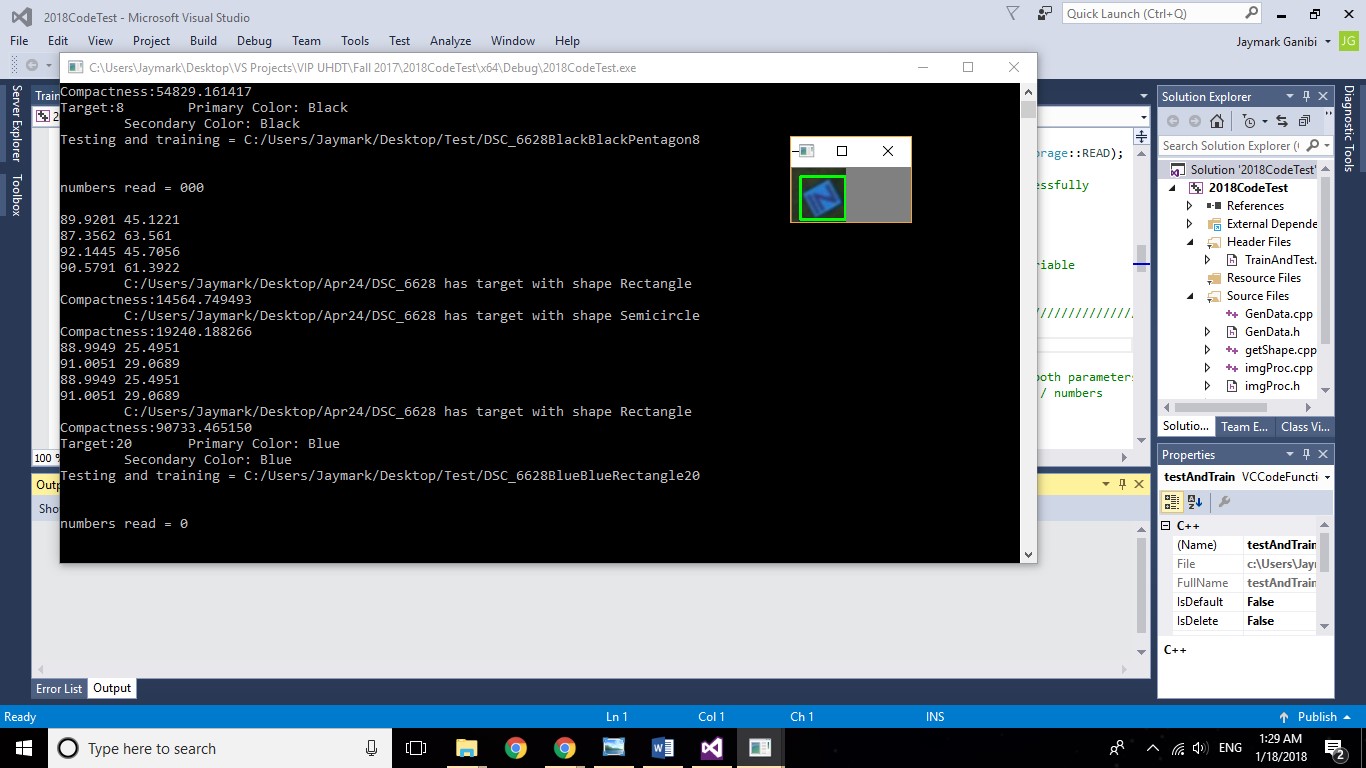 2018CodeTest - Microsoft Visual Studio
Quick Launch (Ctrl+Q)
File Edit View Project Build Debug Team Tools Test Analyze Window Help
Jaymark Ganibi JG
C:\Users\Jaymark\Desktop\VS Projects\VIP UHDT\Fall 2017\2018CodeTest\x64\Debug\2018CodeTest.exe
Compactness:54829.161417
Target:8 Primary Color: Black
Secondary Color: Black
Testing and training = C:/Users/Jaymark/Desktop/Test/DSC_6628BlackBlackPentagon8
numbers read = 000
89.9201 45.1221
87.3562 63.561
92.1445 45.7056
90.5791 61.3922
C:/Users/Jaymark/Desktop/Apr24/DSC_6628 has target with shape Rectangle
Compactness:14564.749493
C:/Users/Jaymark/Desktop/Apr24/DSC_6628 has target with shape Semicircle
Compactness:19240.188266
88.9949 25.4951
91.0051 29.0689
88.9949 25.4951
91.0051 29.0689
C:/Users/Jaymark/Desktop/Apr24/DSC_6628 has target with shape Rectangle
Compactness:90733.465150
Target:20 Primary Color: Blue
Secondary Color: Blue
Testing and training = C:/Users/Jaymark/Desktop/Test/DSC_6628BlueBlueRectangle20
numbers read = 0
N
Server Explorer
Toolbox
Train
2
100 %
Outp
Sho
orage::READ);
essfully
riable
//////////////
both parameters
/ numbers
Solution Explorer
Search Solution Explorer (
Solution '2018CodeTest'
2018CodeTest
References
External Depende
Header Files
TrainAndTest.
Resource Files
Source Files
GenData.cpp
GenData.h
getShape.cpp
imgProc.cpp
imgProc.h
Solutio... Team E... Class Vi...
Diagnostic Tools
Properties
testAndTrain VCCodeFuncti
C++
(Name) testAndTrain
File c:\Users\Jay
FullName testAndTrain
IsDefault False
IsDelete False
C++
Error List Output
Ready Ln 1 Col 1 Ch 1 INS Publish
Type here to search
ENG
1:29 AM
1/18/2018
2